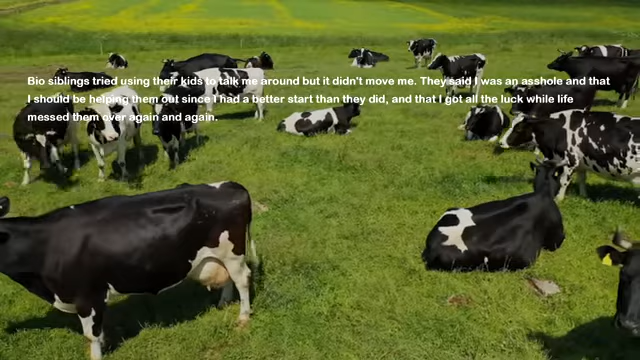 Bio siblings tried using their kids to talk me around but it didn't move me. They said I was an asshole and that
I should be helping them out since I had a better start than they did, and that I got all the luck while life
messed them over again and again.